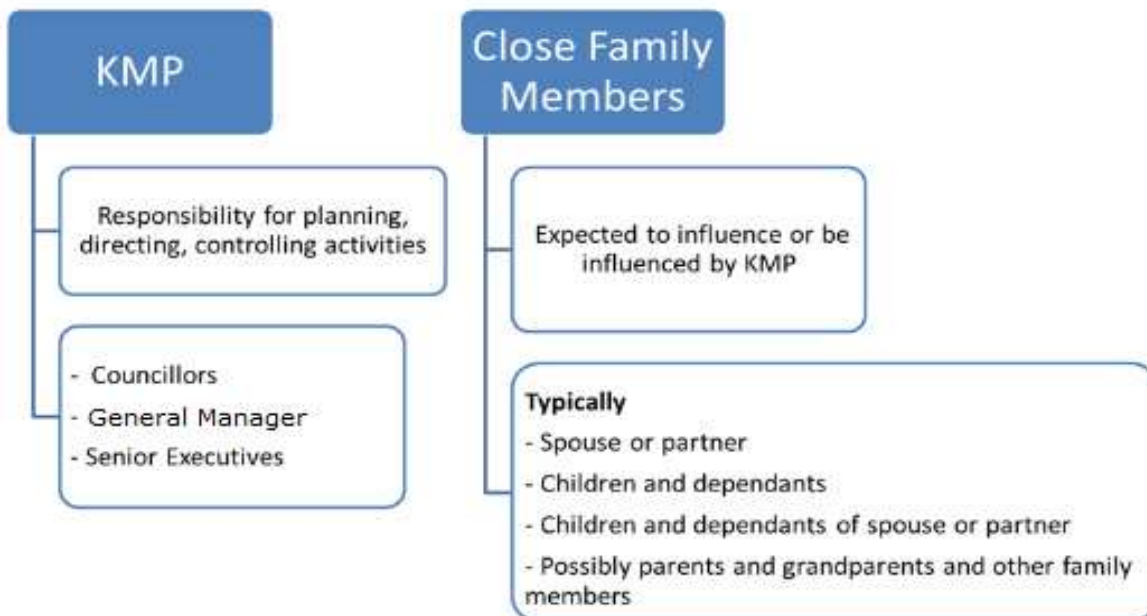 KMP
Responsibility for planning,
directing, controlling activities
- Councillors
- General Manager
- Senior Executives
Close Family
Members
Expected to influence or be
influenced by KMP
Typically
- Spouse or partner
- Children and dependants
- Children and dependants of spouse or partner
- Possibly parents and grandparents and other family
members